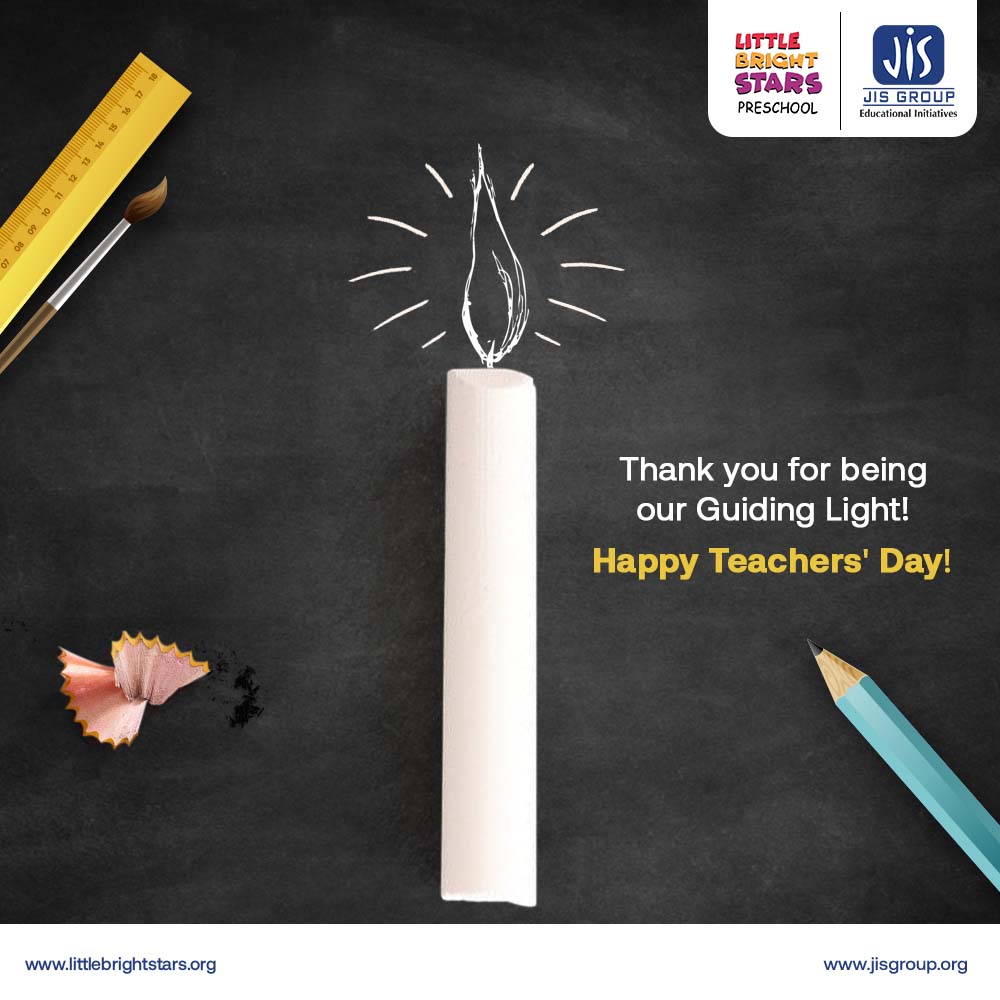 LITTLE
BRIGHT
STARS
PRESCHOOL
JIS
JIS GROUP
Educational Initiatives
18
17
16
15
14
13
12
11
10
09
08
07
Thank you for being
our Guiding Light!
Happy Teachers' Day!
www.littlebrightstars.org
www.jisgroup.org